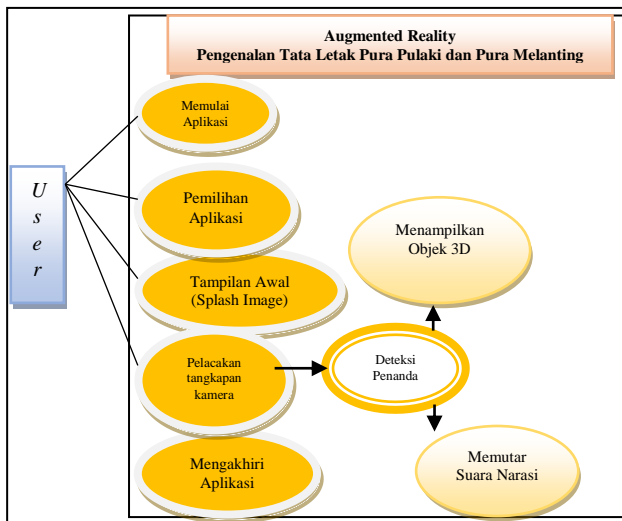 Augmented Reality
Pengenalan Tata Letak Pura Pulaki dan Pura Melanting
Memulai
Aplikasi
U
s
e
r
Pemilihan
Aplikasi
Menampilkan
Objek 3D
Tampilan Awal
(Splash Image)
Pelacakan
tangkapan
kamera
Deteksi
Penanda
Mengakhiri
Aplikasi
Memutar
Suara Narasi